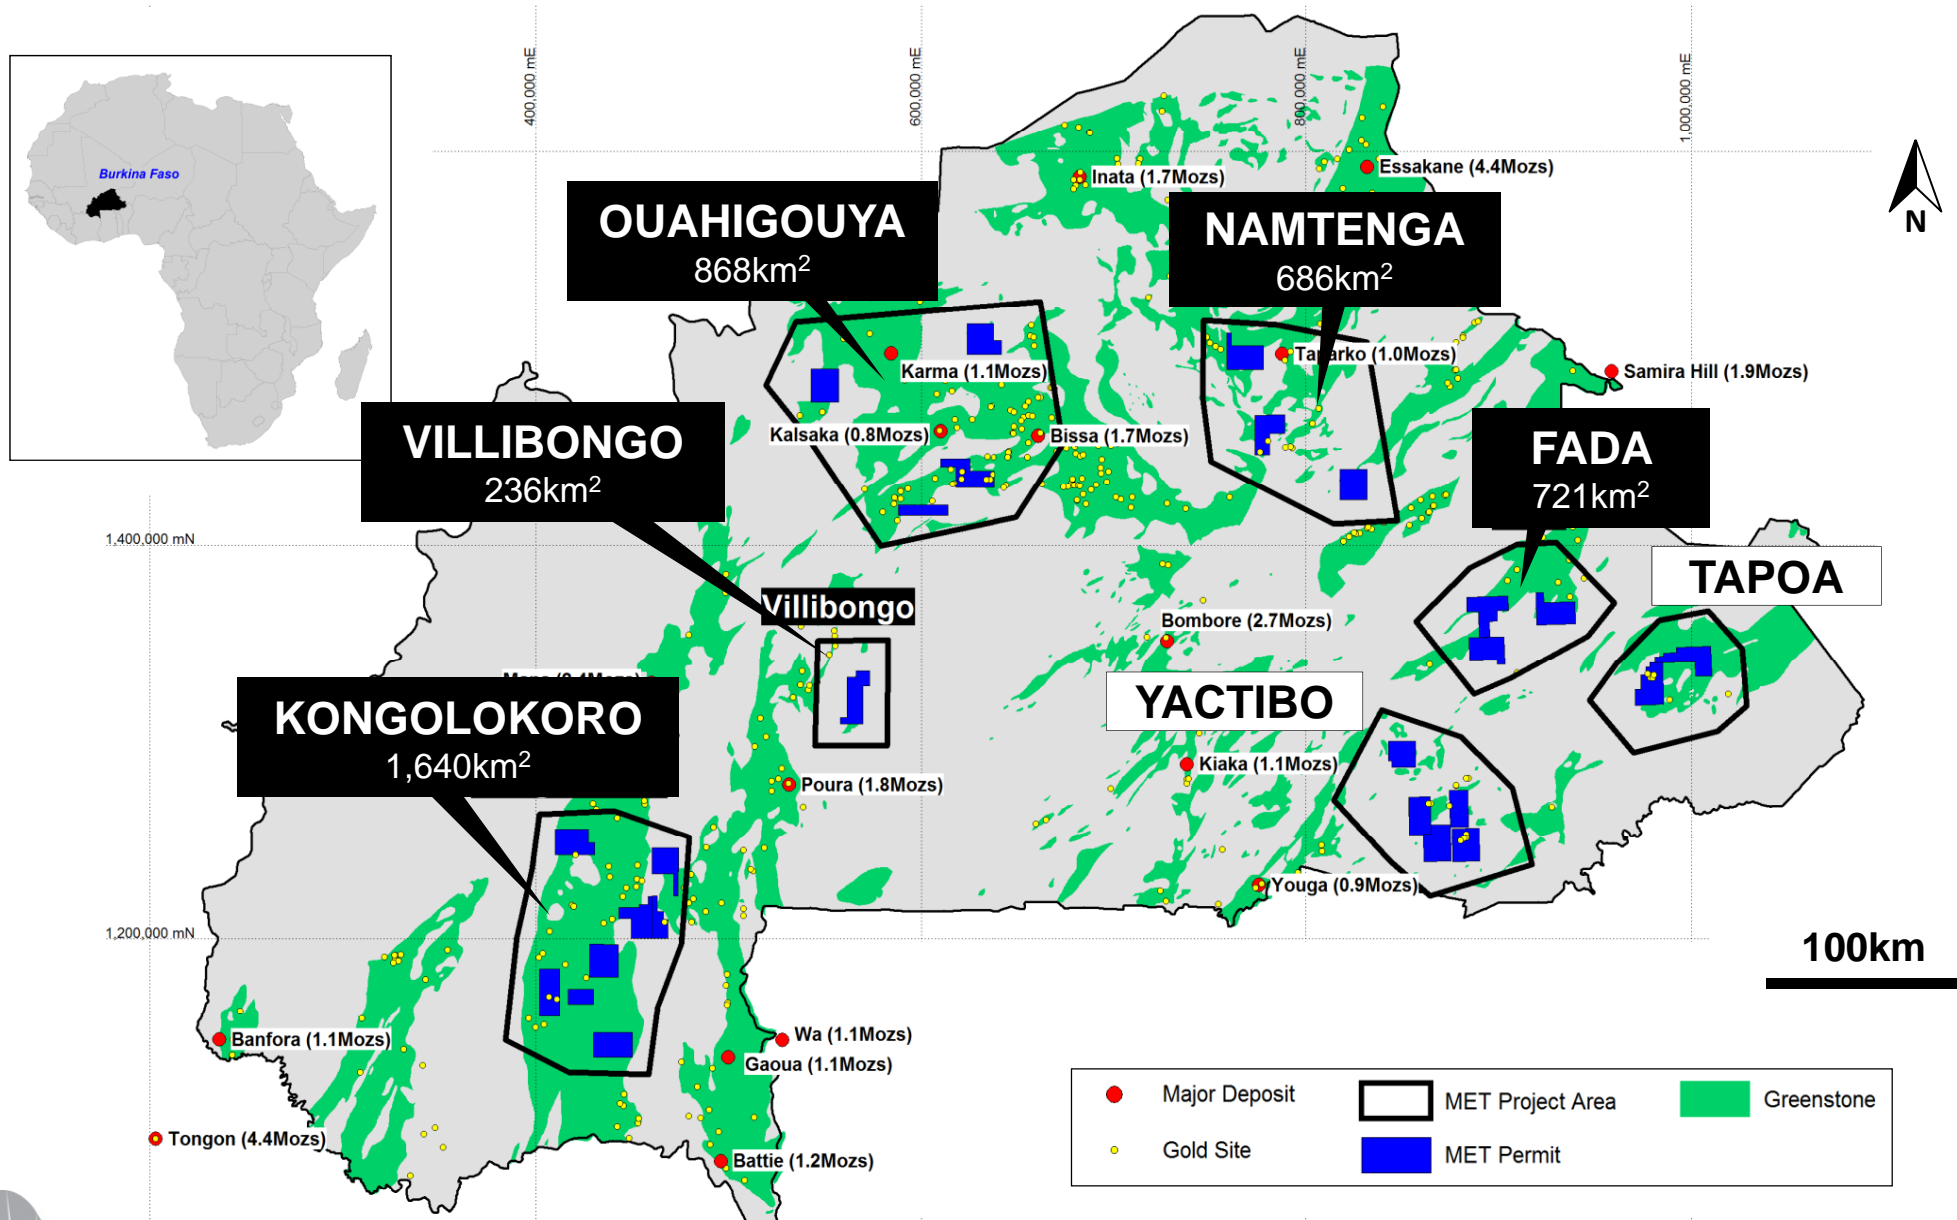 400,000 mE
600,000 mE
800,000 mE
1,000,000 mE
Burkina Faso
Inata (1.7Mozs)
Essakane (4.4Mozs)
N
OUAHIGOUYA
868km²
NAMTENGA
686km²
Karma (1.1Mozs)
Taparko (1.0Mozs)
Samira Hill (1.9Mozs)
VILLIBONGO
236km²
Kalsaka (0.8Mozs)
Bissa (1.7Mozs)
FADA
721km²
1,400,000 mN
TAPOA
Villibongo
Bombore (2.7Mozs)
YACTIBO
KONGOLOKORO
1,640km²
Kiaka (1.1Mozs)
Poura (1.8Mozs)
Youga (0.9Mozs)
1,200,000 mN
100km
Banfora (1.1Mozs)
Wa (1.1Mozs)
Gaoua (1.1Mozs)
Tongon (4.4Mozs)
Battie (1.2Mozs)
Major Deposit
MET Project Area
Greenstone
Gold Site
MET Permit